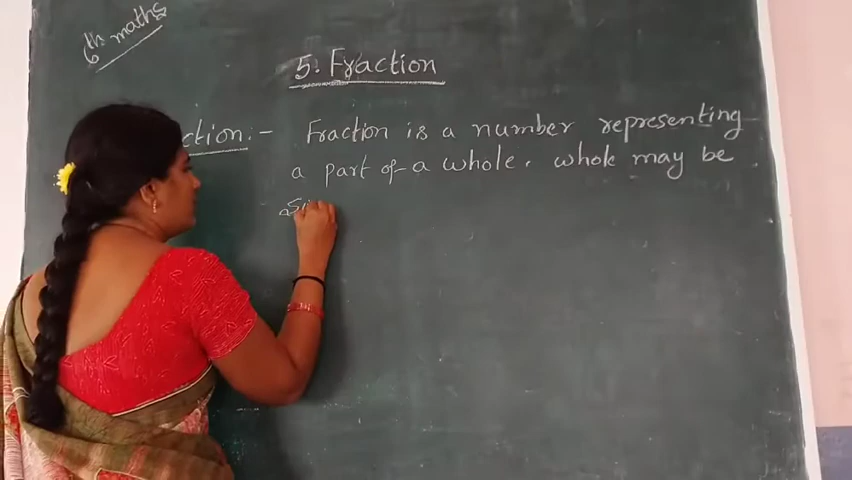 6th maths
5. Fraction
ction:- Fraction is a number representing
a part of a whole. whole may be